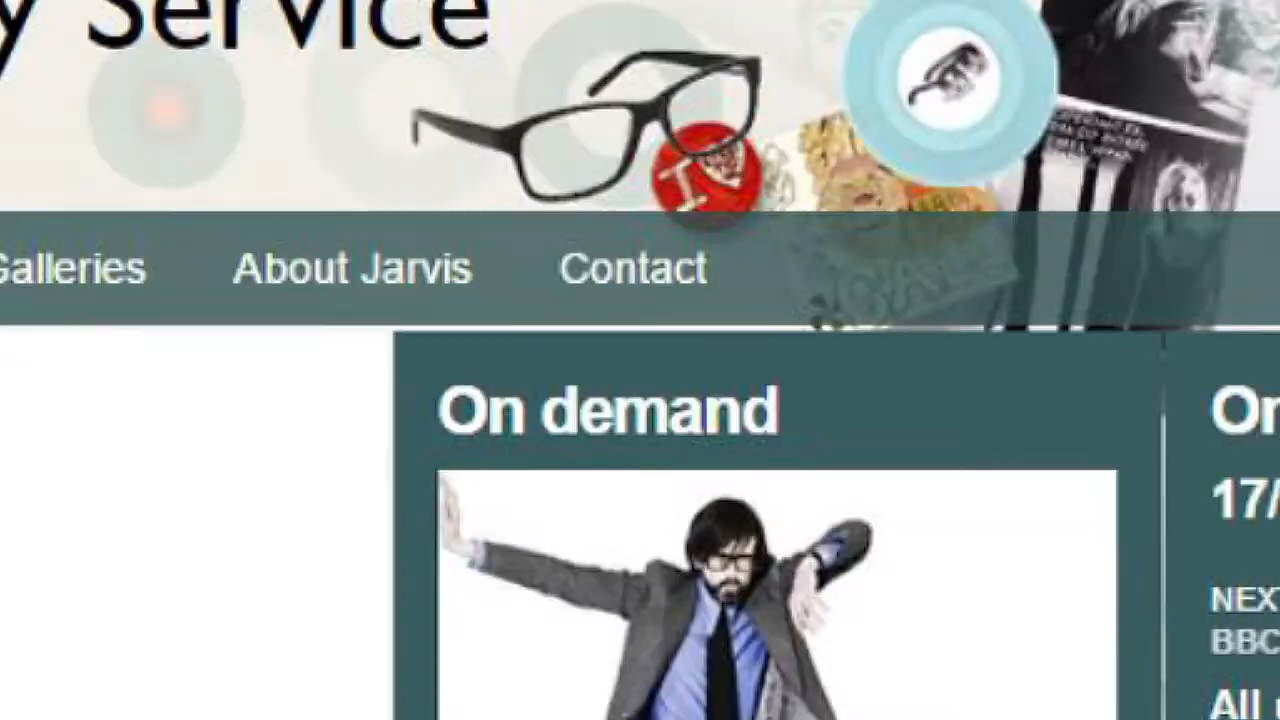 y Service
Galleries About Jarvis Contact
On demand
On
17/
NEXT
BBC
All